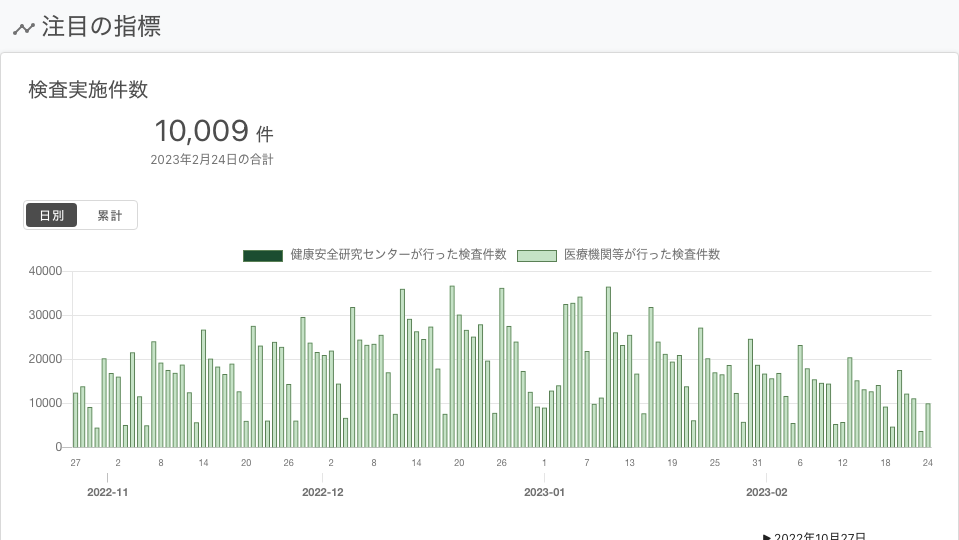 注目の指標
検査実施件数
10,009 件
2023年2月24日の合計
日別 累計
健康安全研究センターが行った検査件数 医療機関等が行った検査件数
40000
30000
20000
10000
0
27 2 8 14 20 26 2 8 14 20 26 1 7 13 19 25 31 6 12 18 24
2022-11 2022-12 2023-01 2023-02
▶ 2022年10月27日